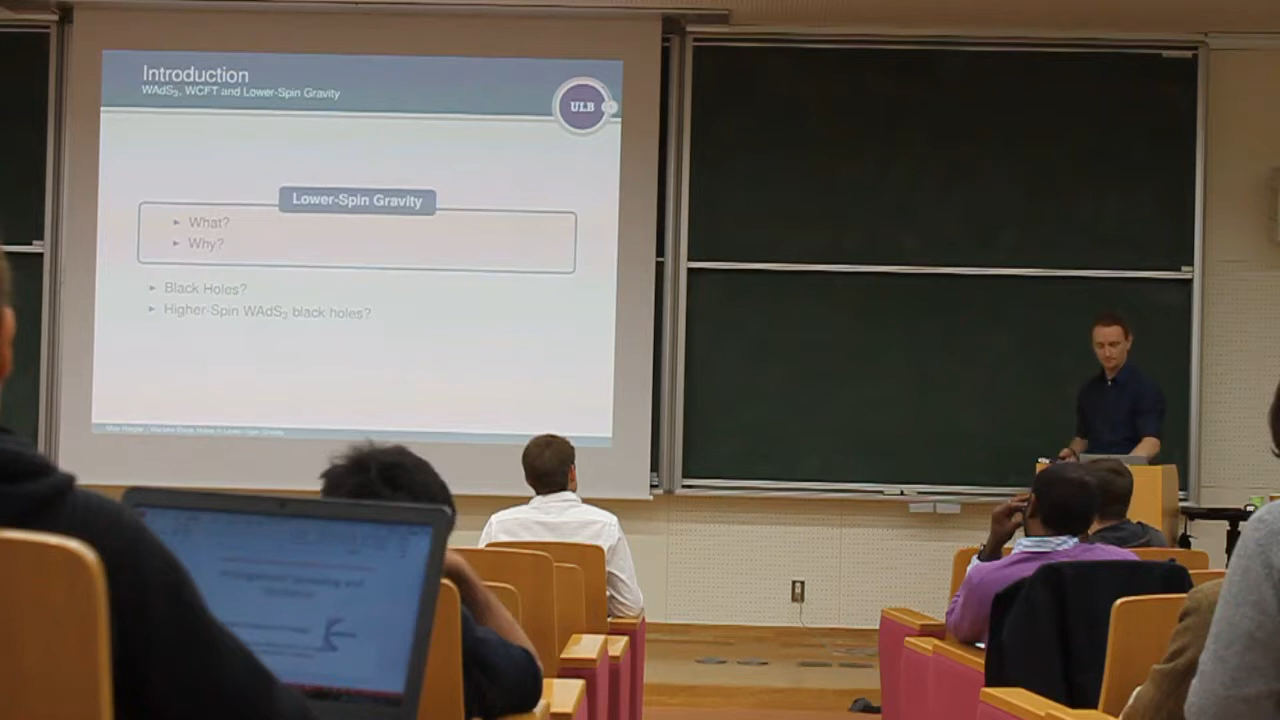 Introduction
WAdS₃, WCFT and Lower-Spin Gravity
ULB
Lower-Spin Gravity
► What?
► Why?
► Black Holes?
► Higher-Spin WAdS₃ black holes?